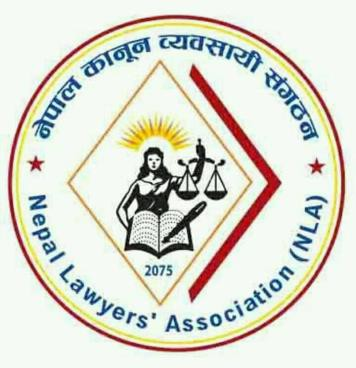 नेपाल कानून व्यवसायी संगठन
2075
Nepal Lawyers' Association (NLA)